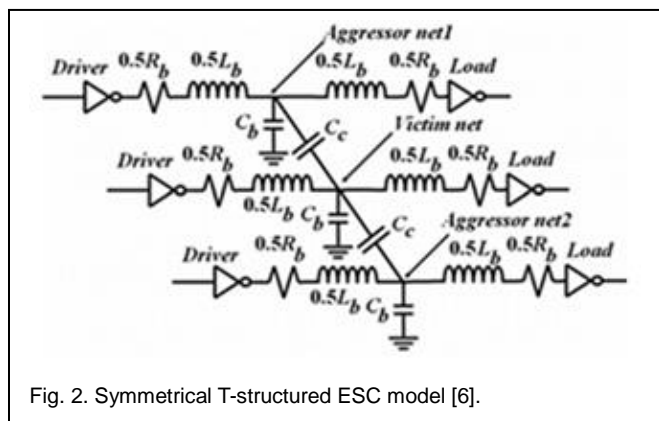 Aggressor net1
Driver 0.5R_b 0.5L_b 0.5L_b 0.5R_b Load
C_b
C_c
Victim net
Driver 0.5R_b 0.5L_b 0.5R_b Load
0.5L_b C_b
C_c
Aggressor net2
Driver 0.5R_b 0.5L_b 0.5R_b Load
0.5L_b C_b
Fig. 2. Symmetrical T-structured ESC model [6].